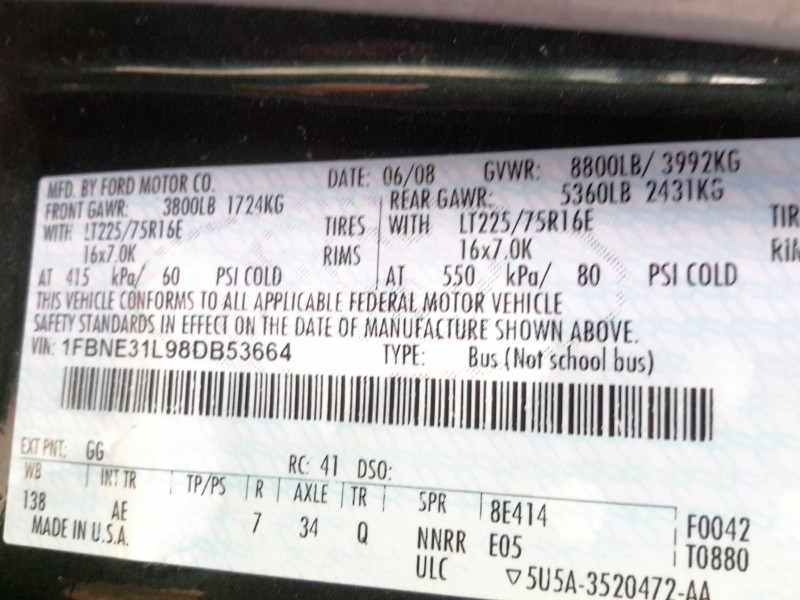 MFD. BY FORD MOTOR CO. DATE: 06/08 GVWR: 8800LB/ 3992KG
FRONT GAWR: 3800LB 1724KG REAR GAWR: 5360LB 2431KG
WITH LT225/75R16E TIRES WITH LT225/75R16E TIR
16x7.0K RIMS 16x7.0K RIM
AT 415 kPa/ 60 PSI COLD AT 550 kPa/ 80 PSI COLD
THIS VEHICLE CONFORMS TO ALL APPLICABLE FEDERAL MOTOR VEHICLE
SAFETY STANDARDS IN EFFECT ON THE DATE OF MANUFACTURE SHOWN ABOVE.
VIN: 1FBNE31L98DB53664 TYPE: Bus (Not school bus)
EXT PNT: GG RC: 41 DSO:
WB INT TR TP/PS R AXLE TR SPR 8E414 F0042
138 AE 7 34 Q NNRR E05 T0880
MADE IN U.S.A. ULC ▽5U5A-3520472-AA